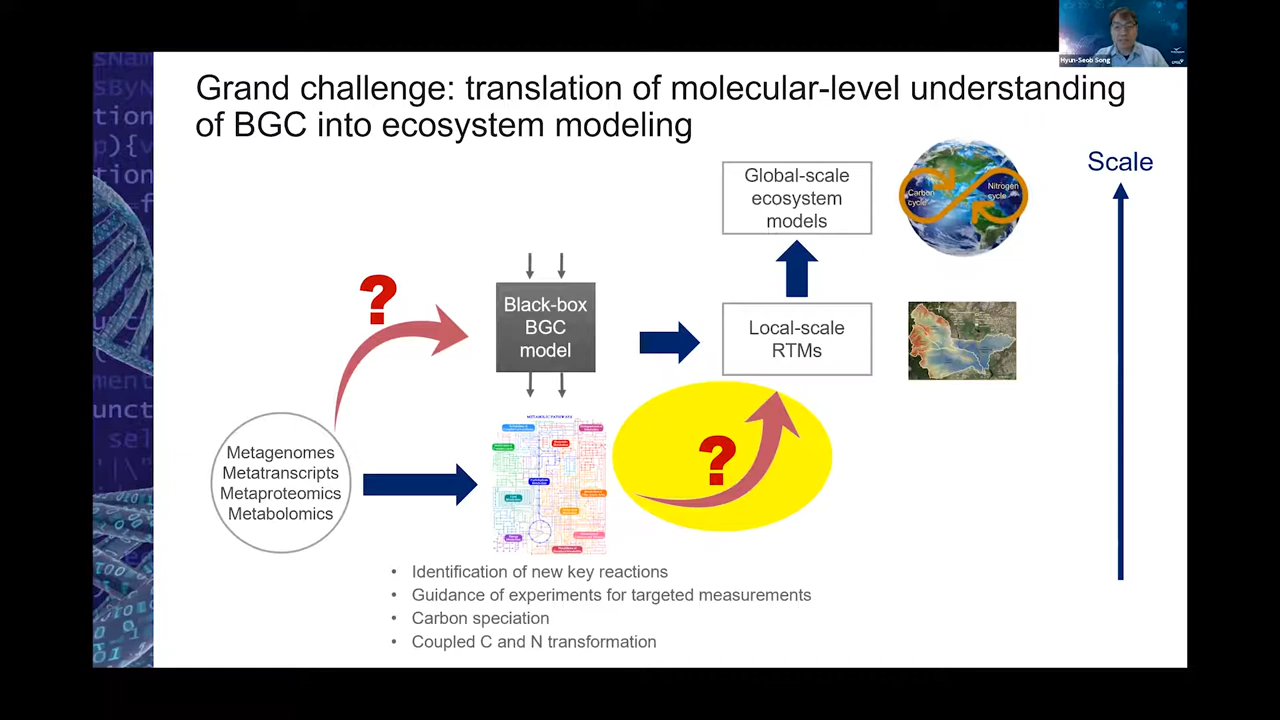 Hyun-Seob Song
Grand challenge: translation of molecular-level understanding
of BGC into ecosystem modeling
Scale
Global-scale
ecosystem
models
Carbon
cycle
Nitrogen
cycle
?
Black-box
BGC
model
Local-scale
RTMs
METABOLIC PATHWAYS
?
Metagenomes
Metatranscripts
Metaproteomics
Metabolomics
• Identification of new key reactions
• Guidance of experiments for targeted measurements
• Carbon speciation
• Coupled C and N transformation